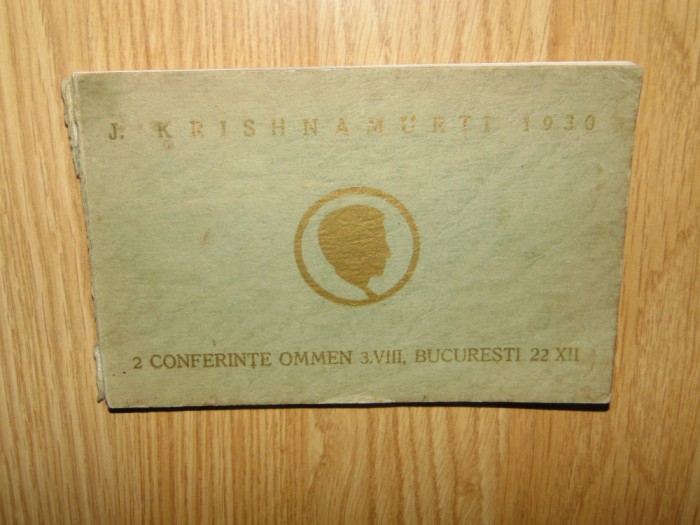 J. KRISHNAMURTI 1930
2 CONFERINȚE OMMEN 3.VIII, BUCUREȘTI 22 XII